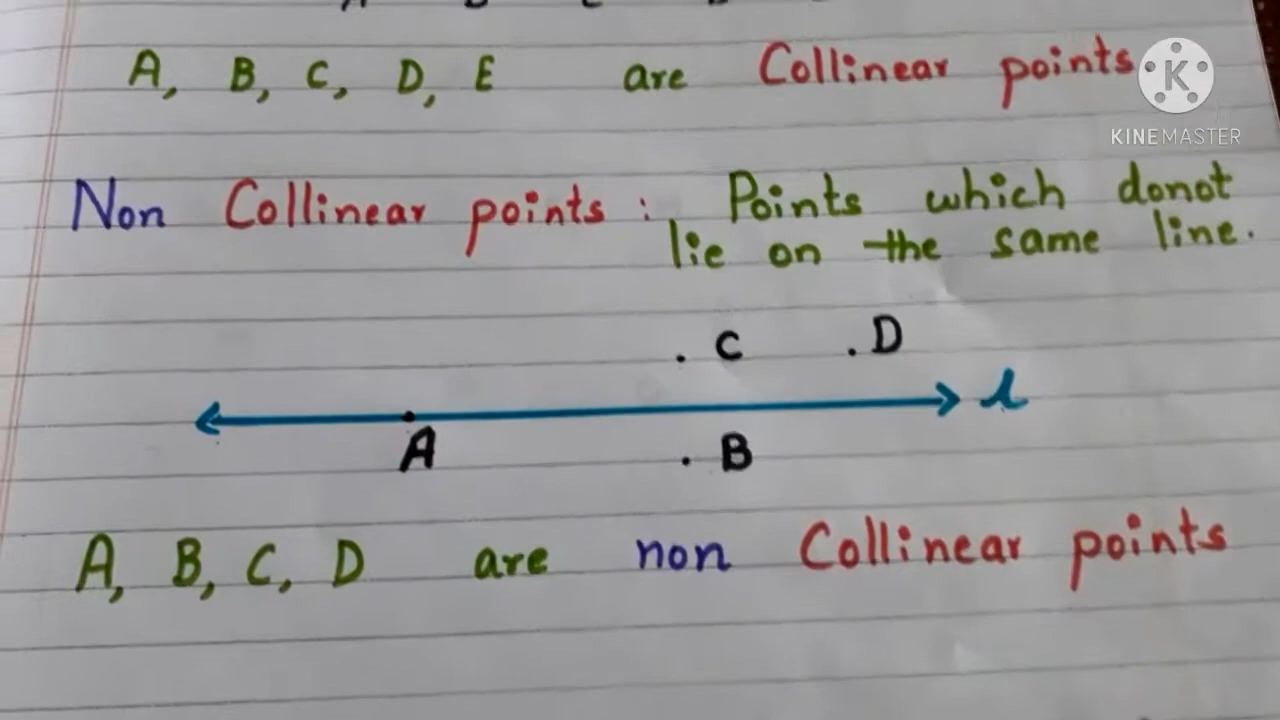 A, B, C, D, E are Collinear points
KINEMASTER
Non Collinear points : Points which donot
lie on the same line.
. C . D
l
A
. B
A, B, C, D are non Collinear points